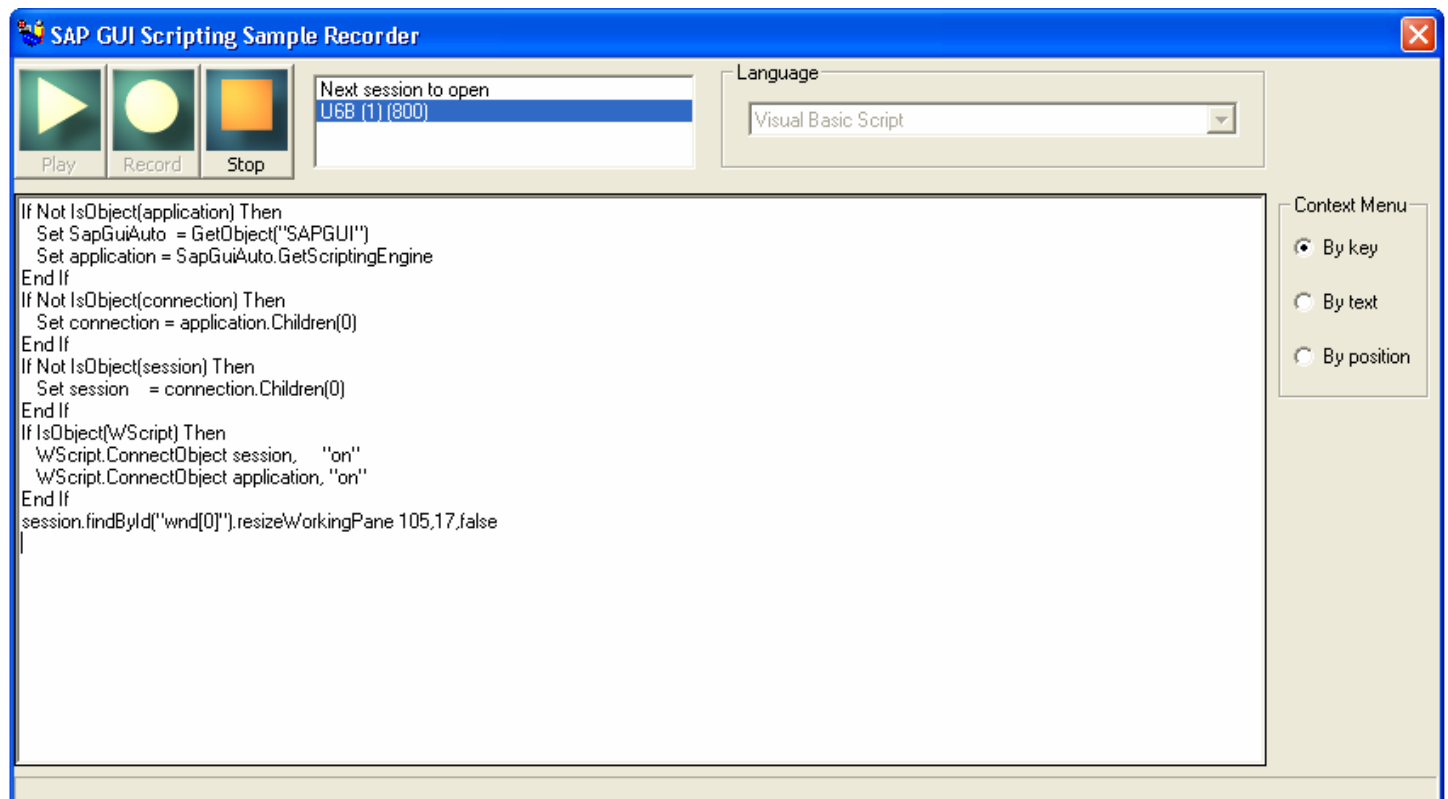 SAP GUI Scripting Sample Recorder
Play
Record
Stop
Next session to open
U6B (1) (800)
Language
Visual Basic Script
If Not IsObject(application) Then
   Set SapGuiAuto  = GetObject("SAPGUI")
   Set application = SapGuiAuto.GetScriptingEngine
End If
If Not IsObject(connection) Then
   Set connection = application.Children(0)
End If
If Not IsObject(session) Then
   Set session    = connection.Children(0)
End If
If IsObject(WScript) Then
   WScript.ConnectObject session,     "on"
   WScript.ConnectObject application, "on"
End If
session.findById("wnd[0]").resizeWorkingPane 105,17,false
Context Menu
By key
By text
By position